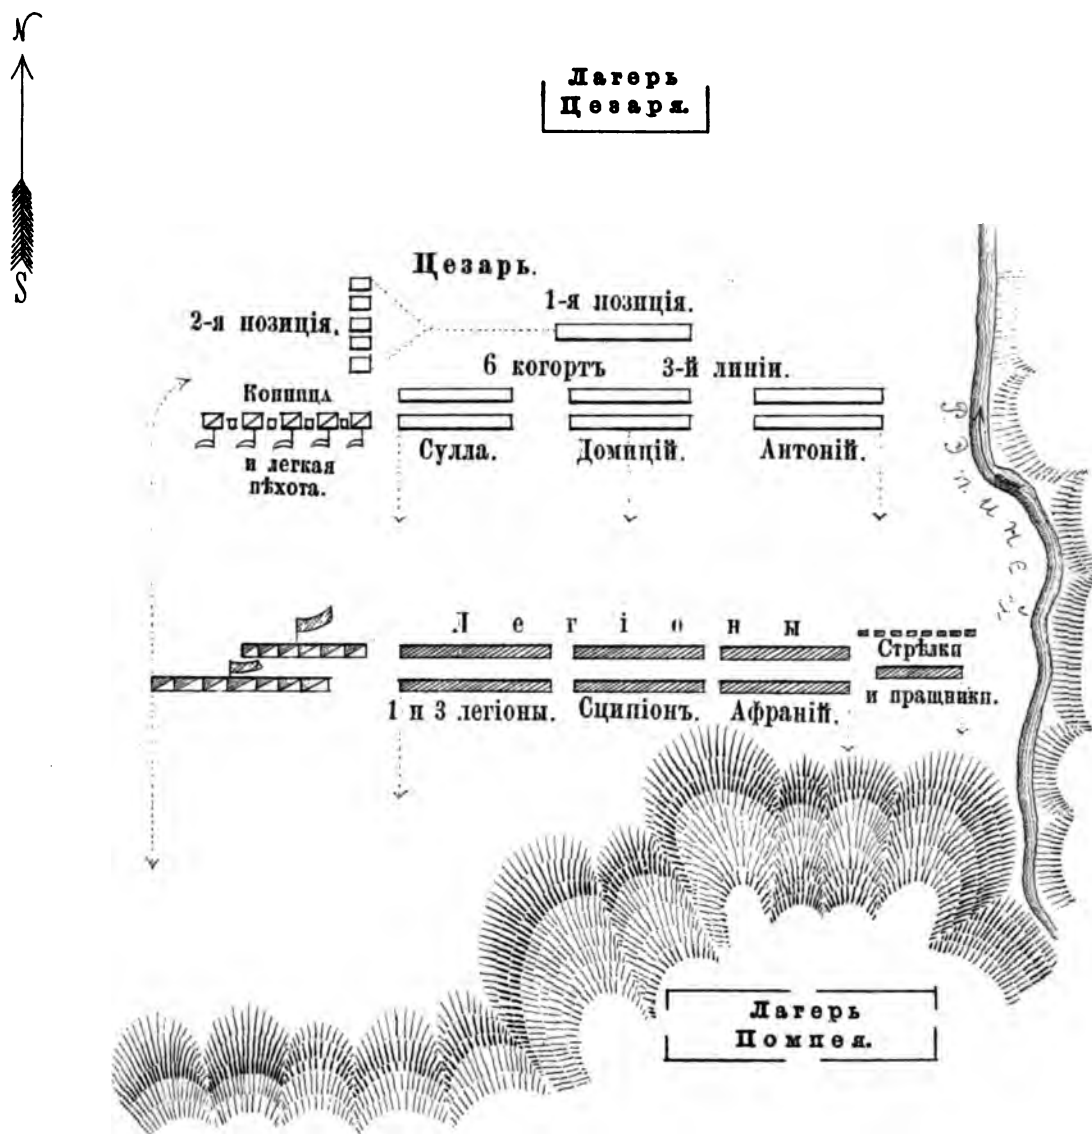 N
S
Лагерь
Цезаря.
Цезарь.
1-я позиція.
2-я позиція.
6 когортъ 3-й линіи.
Конница
и легкая
пѣхота.
Сулла.
Домицій.
Антоній.
Р. Энипей
Легіоны
Стрѣлки
и пращники.
1 и 3 легіоны.
Сципіонъ.
Афраній.
Лагерь
Помпея.